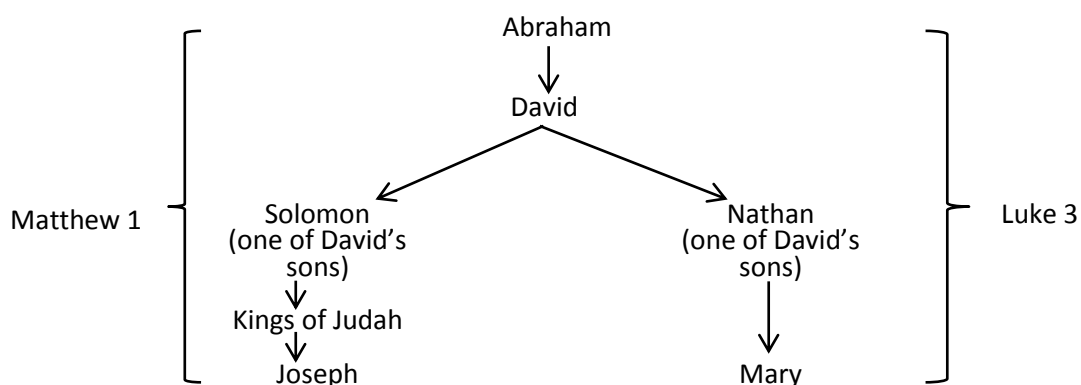 Abraham
David
Matthew 1
Solomon
(one of David’s
sons)
Kings of Judah
Joseph
Nathan
(one of David’s
sons)
Mary
Luke 3